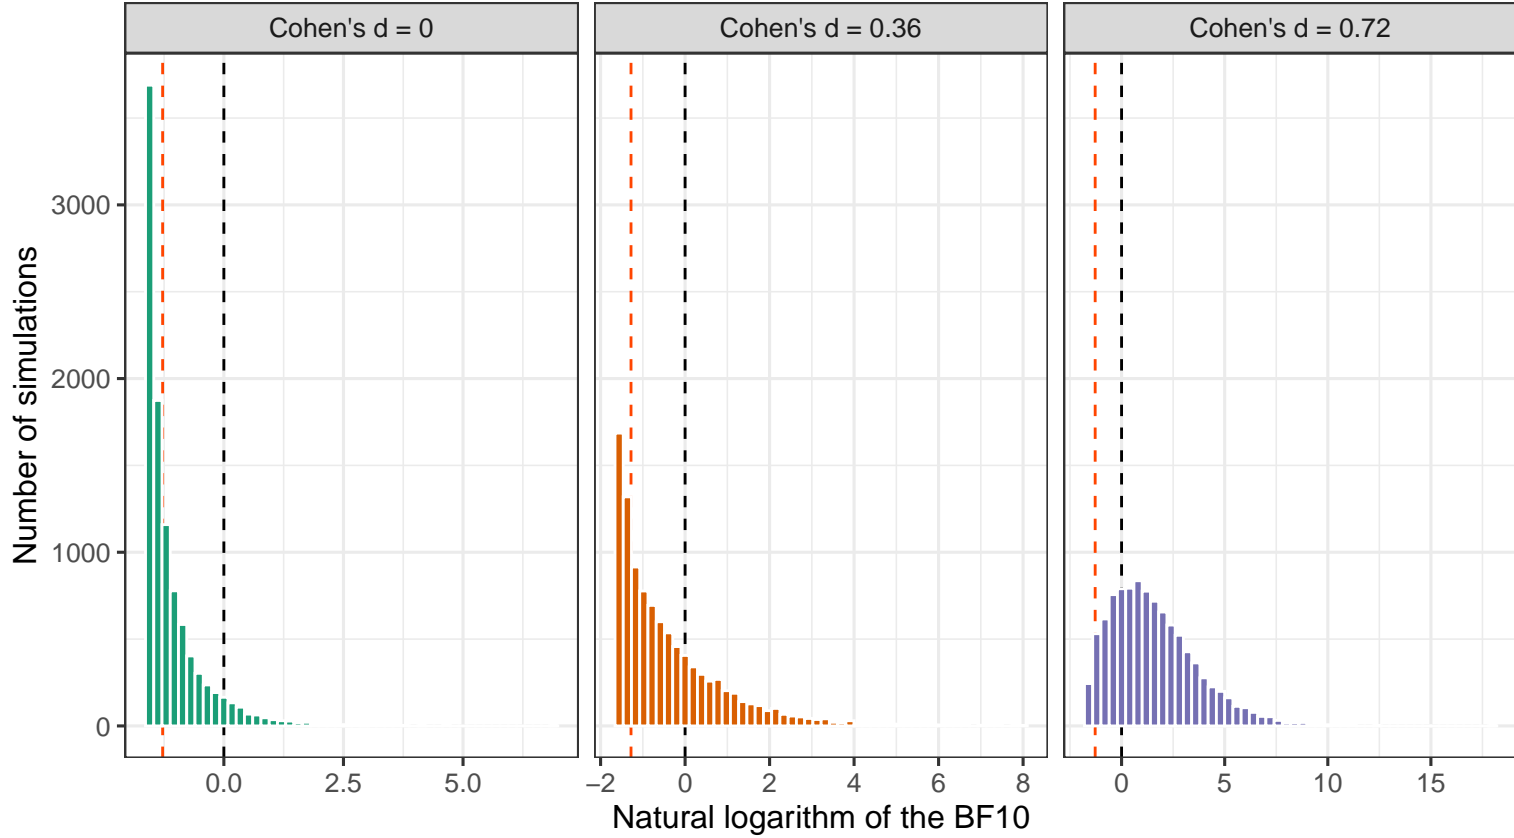 Cohen's d = 0
Cohen's d = 0.36
Cohen's d = 0.72
Number of simulations
3000
2000
1000
0
0.0 2.5 5.0
−2 0 2 4 6 8
0 5 10 15
Natural logarithm of the BF10